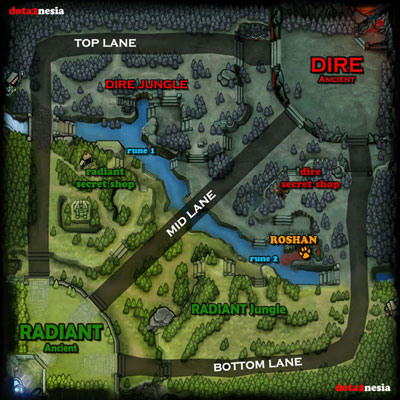 dota2nesia
TOP LANE
DIRE
Ancient
DIRE JUNGLE
rune 1
radiant
secret shop
dire
secret shop
MID LANE
ROSHAN
rune 2
RADIANT Jungle
RADIANT
Ancient
BOTTOM LANE
dota2nesia